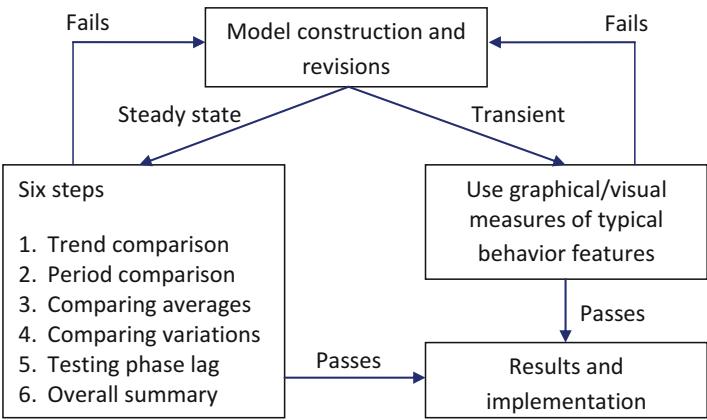 Fails
Fails
Model construction and
revisions
Steady state
Transient
Six steps
1. Trend comparison
2. Period comparison
3. Comparing averages
4. Comparing variations
5. Testing phase lag
6. Overall summary
Use graphical/visual
measures of typical
behavior features
Passes
Passes
Results and
implementation